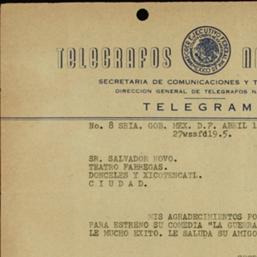 TELEGRAFOS N
SECRETARIA DE COMUNICACIONES Y T
DIRECCION GENERAL DE TELEGRAFOS N
TELEGRAM
No. 8 SRIA. GOB. MEX. D.F. ABRIL 1
27wssfd19.5.
SR. SALVADOR NOVO.
TEATRO FABREGAS.
DONCELES Y XICOTENCATL.
CIUDAD.
MIS AGRADECIMIENTOS PO
PARA ESTRENO SU COMEDIA "LA GUERRA
LE MUCHO EXITO. LE SALUDA SU AMIGO